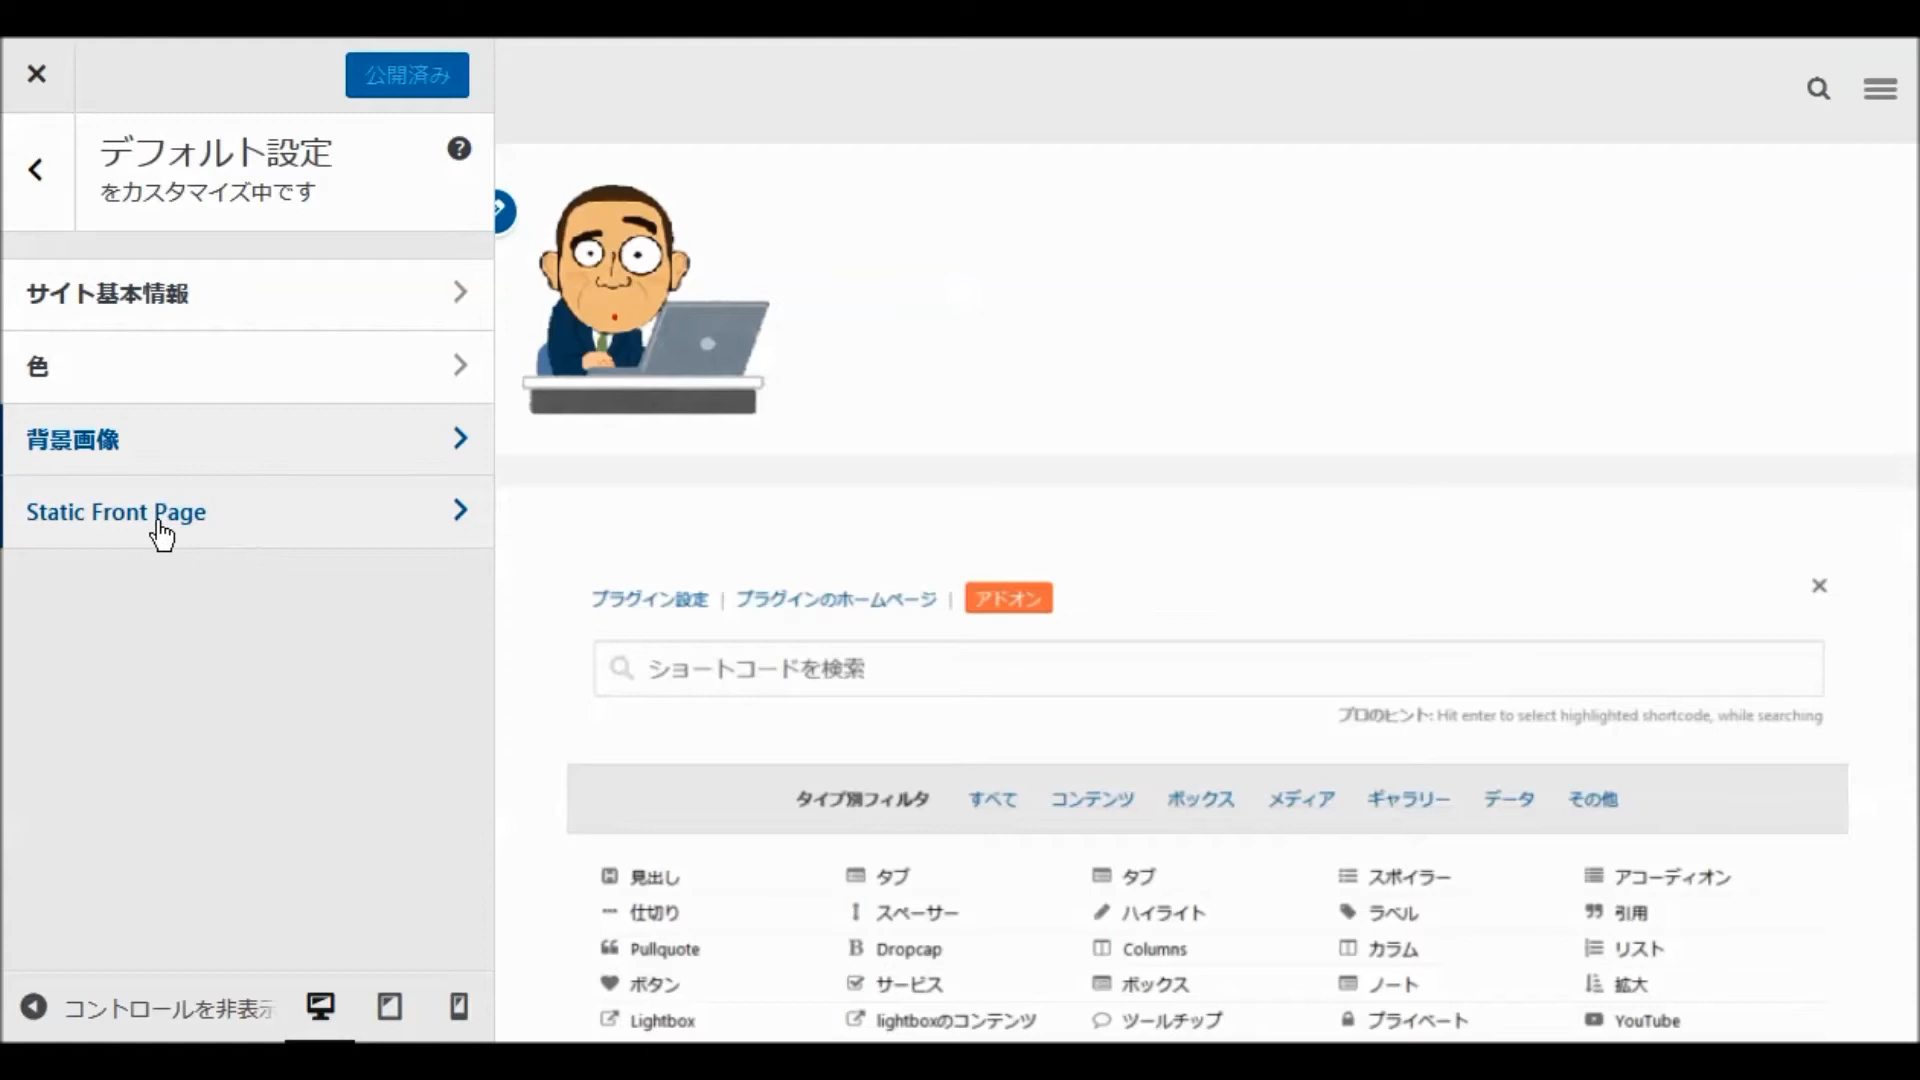 公開済み
デフォルト設定
をカスタマイズ中です
サイト基本情報
色
背景画像
Static Front Page
コントロールを非表示
プラグイン設定 | プラグインのホームページ | アドオン
ショートコードを検索
プロのヒント: Hit enter to select highlighted shortcode, while searching
タイプ別フィルタ すべて コンテンツ ボックス メディア ギャラリー データ その他
見出し タブ タブ スポイラー アコーディオン
仕切り スペーサー ハイライト ラベル 引用
Pullquote Dropcap Columns カラム リスト
ボタン サービス ボックス ノート 拡大
Lightbox lightboxのコンテンツ ツールチップ プライベート YouTube